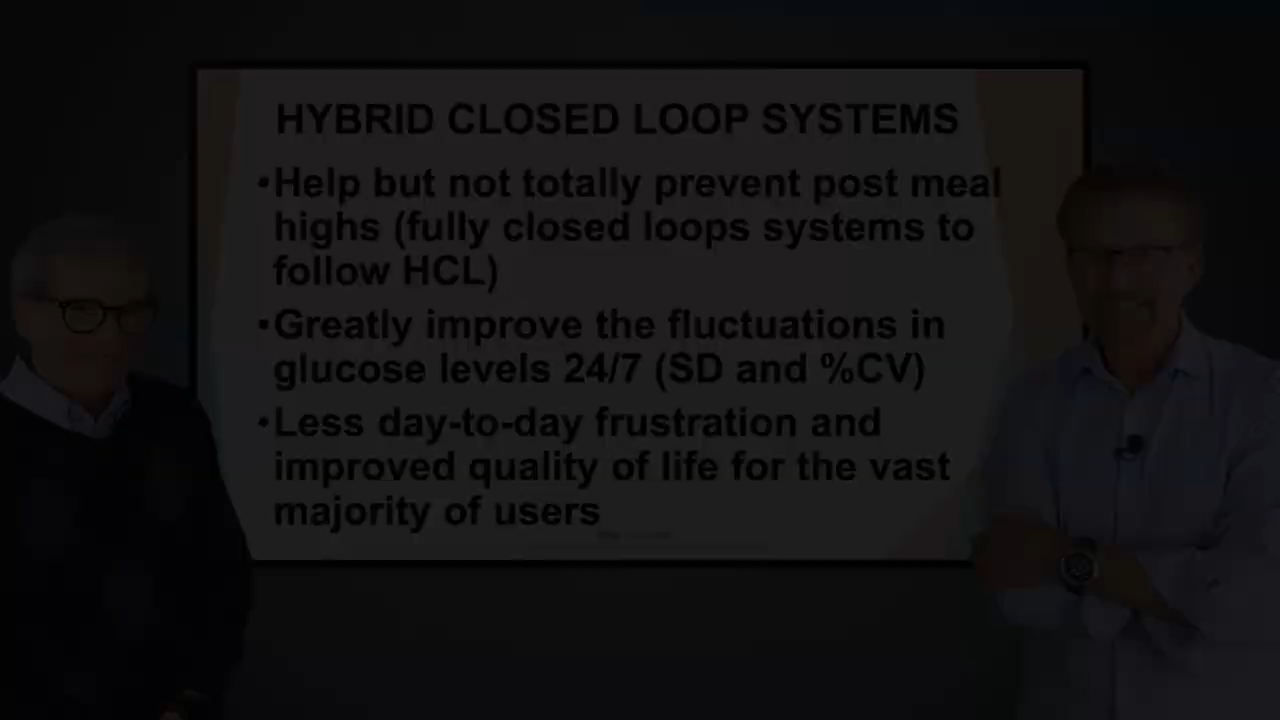 HYBRID CLOSED LOOP SYSTEMS
•Help but not totally prevent post meal
highs (fully closed loops systems to
follow HCL)
•Greatly improve the fluctuations in
glucose levels 24/7 (SD and %CV)
•Less day-to-day frustration and
improved quality of life for the vast
majority of users